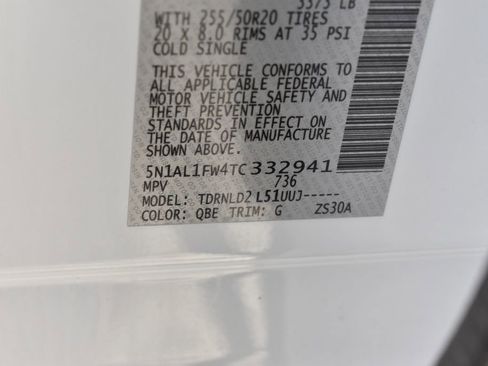 3373 LB
WITH 255/50R20 TIRES
20 X 8.0 RIMS AT 35 PSI
COLD SINGLE
THIS VEHICLE CONFORMS TO
ALL APPLICABLE FEDERAL
MOTOR VEHICLE SAFETY AND
THEFT PREVENTION
STANDARDS IN EFFECT ON
THE DATE OF MANUFACTURE
SHOWN ABOVE.
5N1AL1FW4TC332941
MPV 736
MODEL: TDRNLD2 L51UUJ-----
COLOR: QBE TRIM: G ZS30A